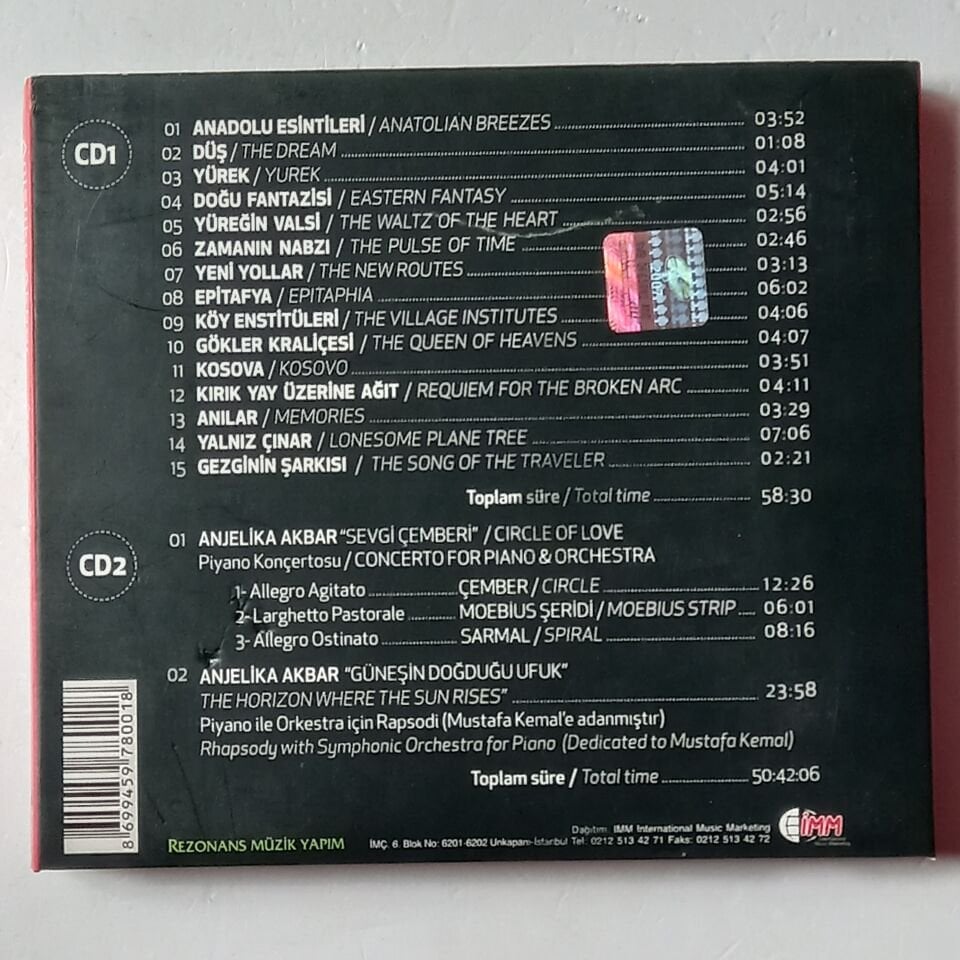 CD1
01 ANADOLU ESİNTİLERİ / ANATOLIAN BREEZES 03:52
02 DÜŞ / THE DREAM 01:08
03 YÜREK / YUREK 04:01
04 DOĞU FANTAZİSİ / EASTERN FANTASY 05:14
05 YÜREĞİN VALSİ / THE WALTZ OF THE HEART 02:56
06 ZAMANIN NABZI / THE PULSE OF TIME 02:46
07 YENİ YOLLAR / THE NEW ROUTES 03:13
08 EPİTAFYA / EPITAPHIA 06:02
09 KÖY ENSTİTÜLERİ / THE VILLAGE INSTITUTES 04:06
10 GÖKLER KRALİÇESİ / THE QUEEN OF HEAVENS 04:07
11 KOSOVA / KOSOVO 03:51
12 KIRIK YAY ÜZERİNE AĞIT / REQUIEM FOR THE BROKEN ARC 04:11
13 ANILAR / MEMORIES 03:29
14 YALNIZ ÇINAR / LONESOME PLANE TREE 07:06
15 GEZGİNİN ŞARKISI / THE SONG OF THE TRAVELER 02:21
Toplam süre / Total time 58:30
CD2
01 ANJELİKA AKBAR "SEVGİ ÇEMBERİ" / CIRCLE OF LOVE
Piyano Konçertosu / CONCERTO FOR PIANO & ORCHESTRA
1- Allegro Agitato ÇEMBER / CIRCLE 12:26
2- Larghetto Pastorale MOEBIUS ŞERİDİ / MOEBIUS STRIP 06:01
3- Allegro Ostinato SARMAL / SPIRAL 08:16
02 ANJELİKA AKBAR "GÜNEŞİN DOĞDUĞU UFUK"
THE HORIZON WHERE THE SUN RISES" 23:58
Piyano ile Orkestra için Rapsodi (Mustafa Kemal'e adanmıştır)
Rhapsody with Symphonic Orchestra for Piano (Dedicated to Mustafa Kemal)
Toplam süre / Total time 50:42:06
8 699459 780018
REZONANS MÜZİK YAPIM
Dağıtım: IMM International Music Marketing
İMÇ. 6. Blok No: 6201-6202 Unkapanı-İstanbul Tel: 0212 513 42 71 Faks: 0212 513 42 72
İMM